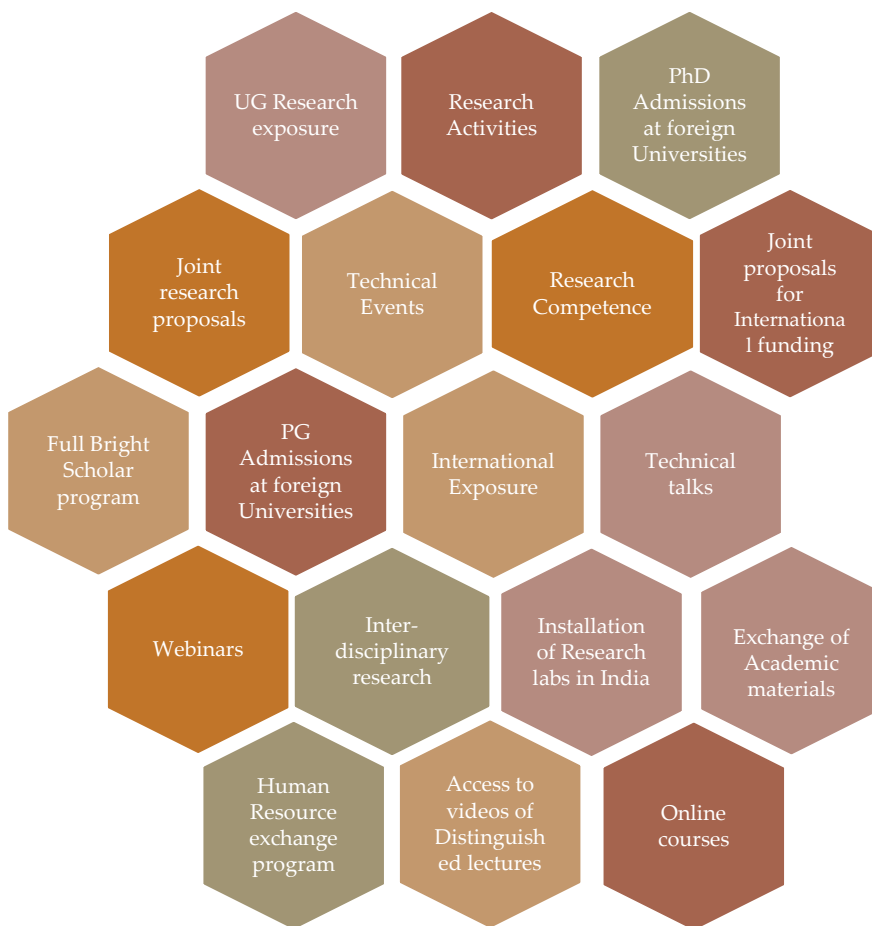 UG Research
exposure
Research
Activities
PhD
Admissions
at foreign
Universities
Joint
research
proposals
Technical
Events
Research
Competence
Joint
proposals
for
Internationa
l funding
Full Bright
Scholar
program
PG
Admissions
at foreign
Universities
International
Exposure
Technical
talks
Webinars
Inter-
disciplinary
research
Installation
of Research
labs in India
Exchange of
Academic
materials
Human
Resource
exchange
program
Access to
videos of
Distinguish
ed lectures
Online
courses